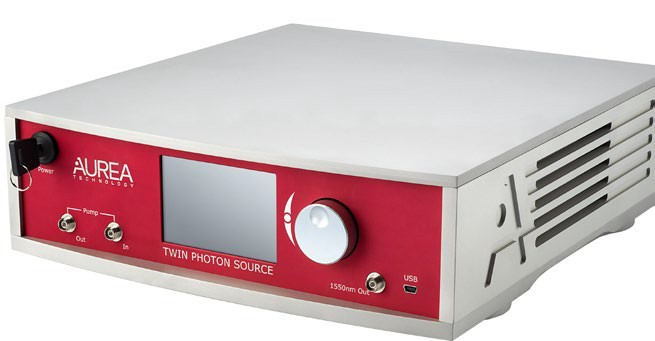 Power
AUREA
TECHNOLOGY
Pump
Out
In
TWIN PHOTON SOURCE
1550nm Out
USB